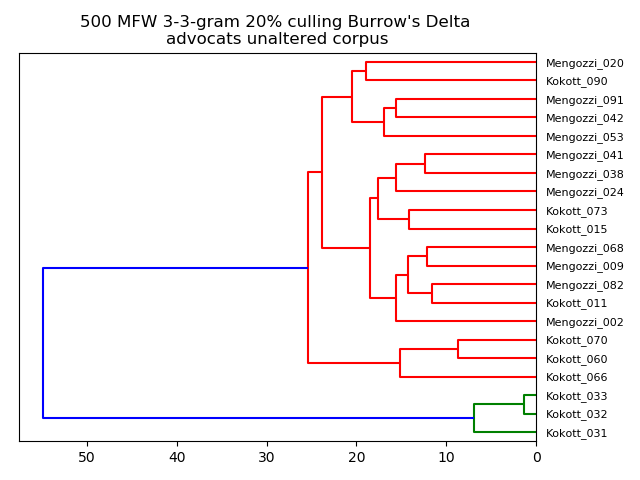 500 MFW 3-3-gram 20% culling Burrow's Delta
advocats unaltered corpus
Mengozzi_020
Kokott_090
Mengozzi_091
Mengozzi_042
Mengozzi_053
Mengozzi_041
Mengozzi_038
Mengozzi_024
Kokott_073
Kokott_015
Mengozzi_068
Mengozzi_009
Mengozzi_082
Kokott_011
Mengozzi_002
Kokott_070
Kokott_060
Kokott_066
Kokott_033
Kokott_032
Kokott_031
50 40 30 20 10 0